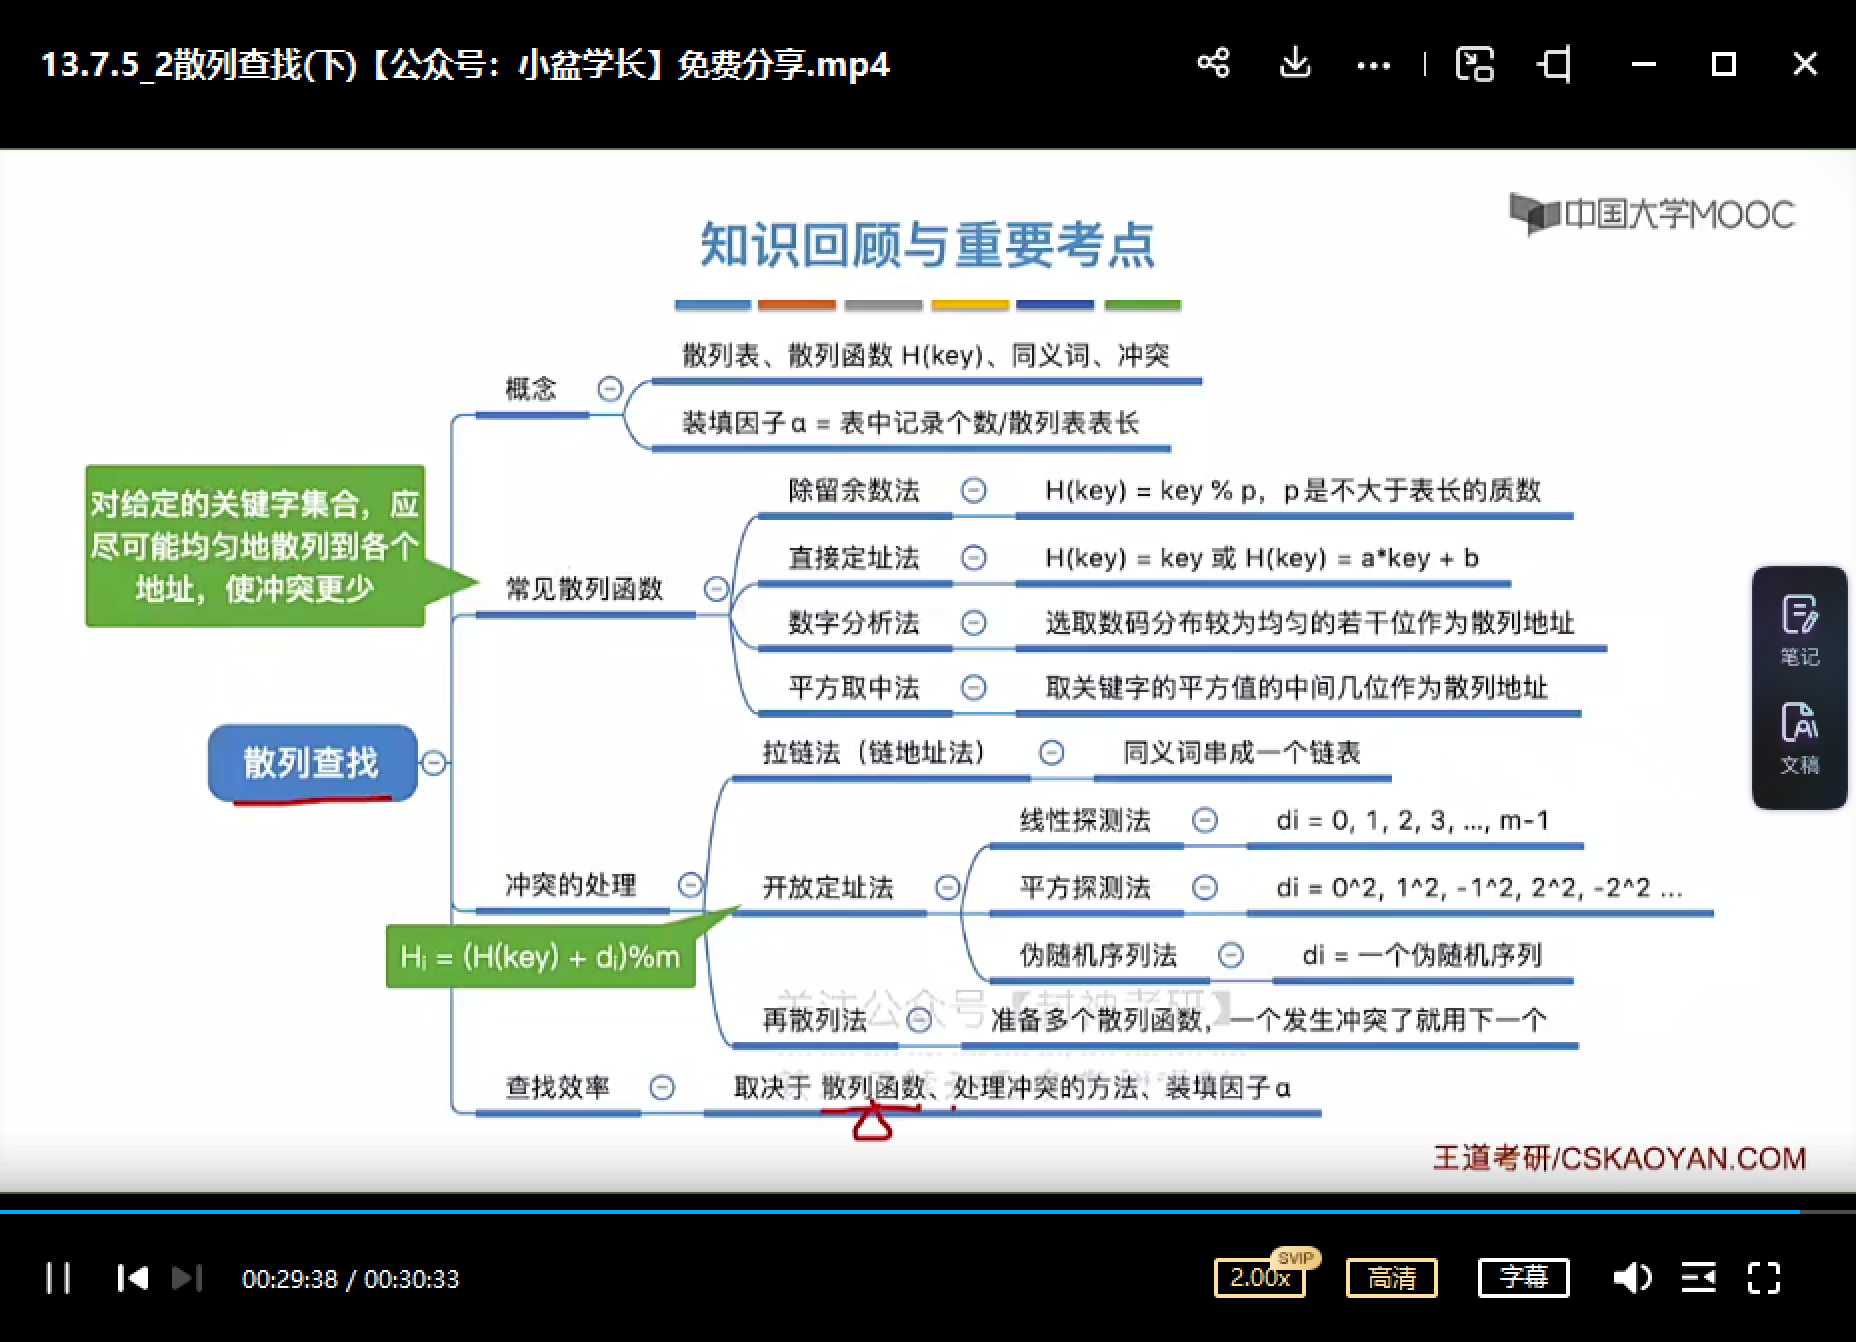 13.7.5_2散列查找(下)【公众号：小盆学长】免费分享.mp4
中国大学MOOC
知识回顾与重要考点
散列表、散列函数 H(key)、同义词、冲突
概念
装填因子α = 表中记录个数/散列表表长
对给定的关键字集合，应
尽可能均匀地散列到各个
地址，使冲突更少
除留余数法
H(key) = key % p，p是不大于表长的质数
直接定址法
H(key) = key 或 H(key) = a*key + b
常见散列函数
数字分析法
选取数码分布较为均匀的若干位作为散列地址
平方取中法
取关键字的平方值的中间几位作为散列地址
笔记
文稿
散列查找
拉链法（链地址法）
同义词串成一个链表
线性探测法
di = 0, 1, 2, 3, ..., m-1
冲突的处理
开放定址法
平方探测法
di = 0^2, 1^2, -1^2, 2^2, -2^2 ...
Hi = (H(key) + di)%m
伪随机序列法
di = 一个伪随机序列
关注公众号【封神考研】
再散列法
准备多个散列函数，一个发生冲突了就用下一个
查找效率
取决于 散列函数、处理冲突的方法、装填因子α
王道考研/CSKAOYAN.COM
00:29:38 / 00:30:33
2.00x
SVIP
高清
字幕